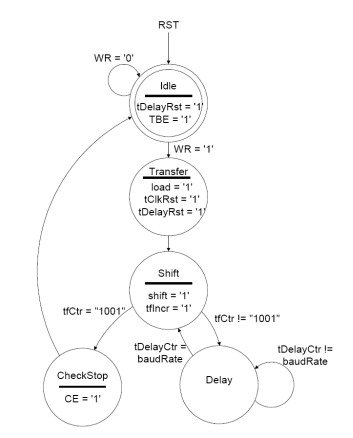 RST
WR = '0'
Idle
tDelayRst = '1'
TBE = '1'
WR = '1'
Transfer
load = '1'
tClkRst = '1'
tDelayRst = '1'
Shift
shift = '1'
tfIncr = '1'
tfCtr = "1001"
tfCtr != "1001"
tDelayCtr =
baudRate
tDelayCtr !=
baudRate
CheckStop
CE = '1'
Delay